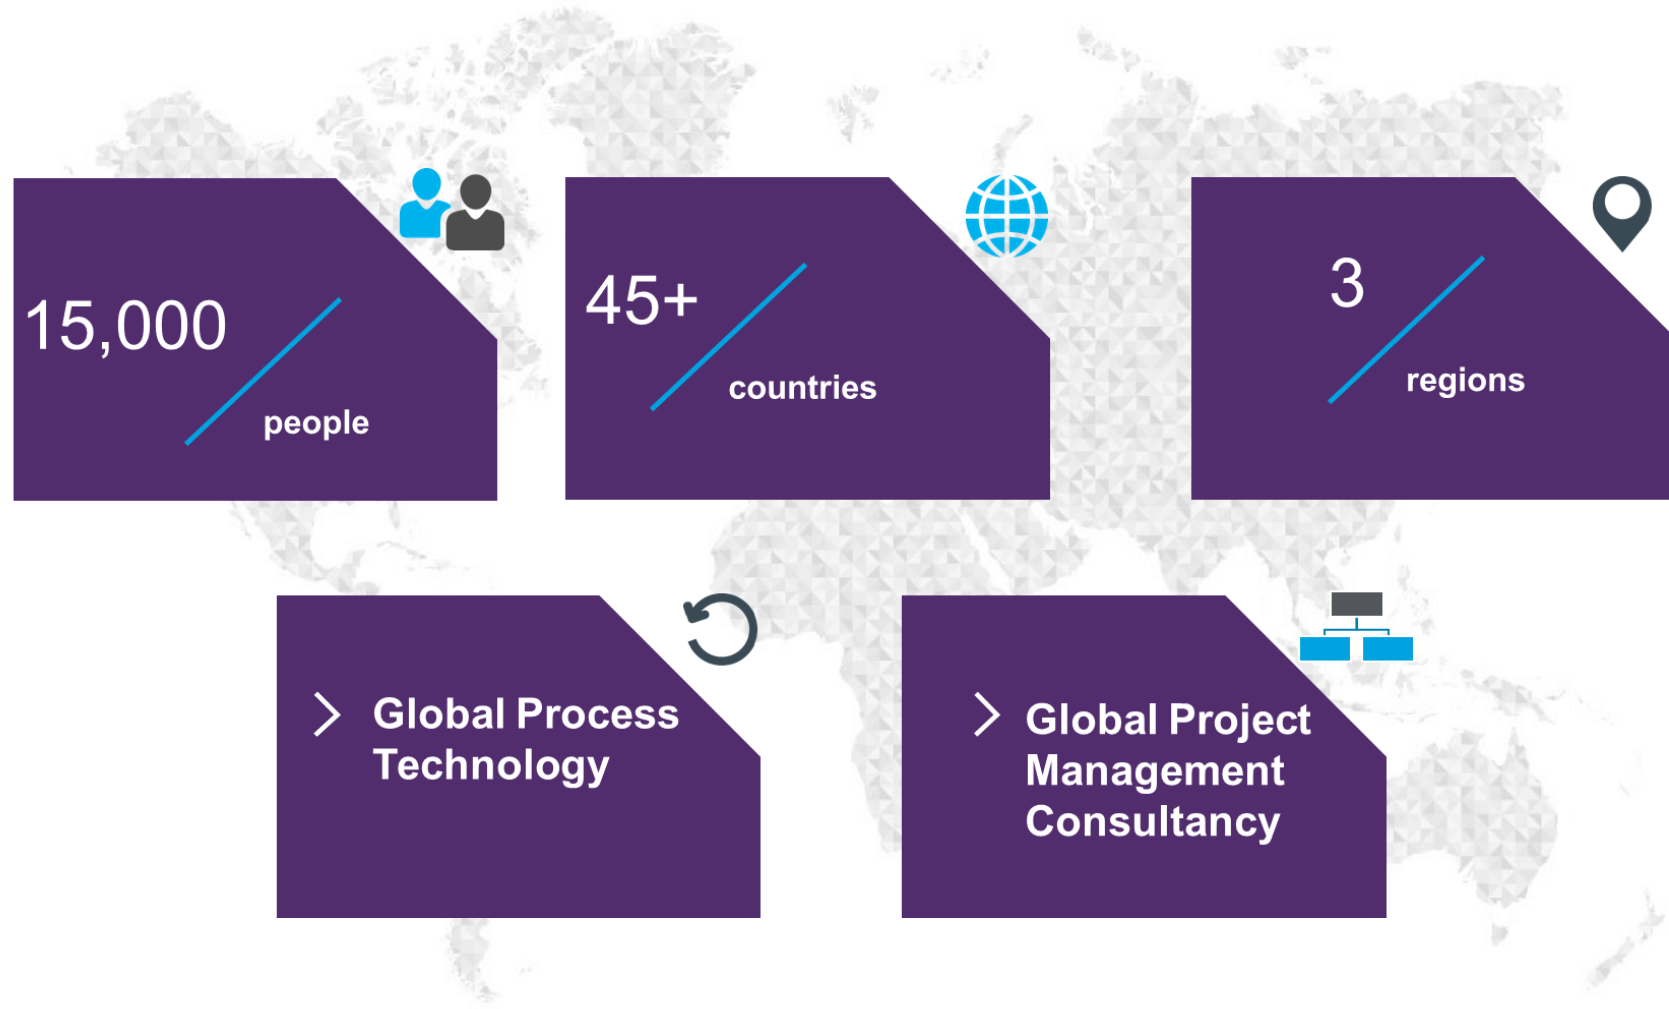 15,000
people
45+
countries
3
regions
Global Process
Technology
Global Project
Management
Consultancy